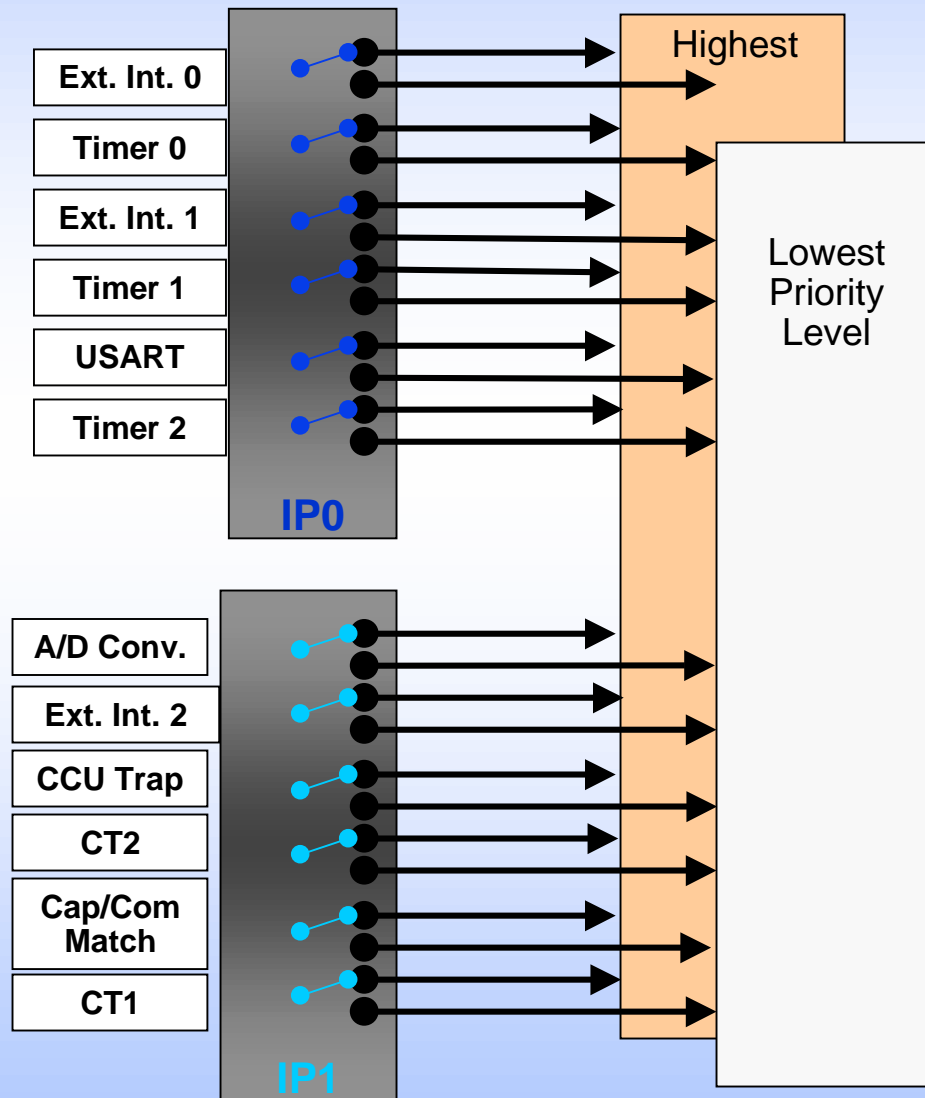 Ext. Int. 0
Timer 0
Ext. Int. 1
Timer 1
USART
Timer 2
IP0
A/D Conv.
Ext. Int. 2
CCU Trap
CT2
Cap/Com
Match
CT1
IP1
Highest
Lowest
Priority
Level